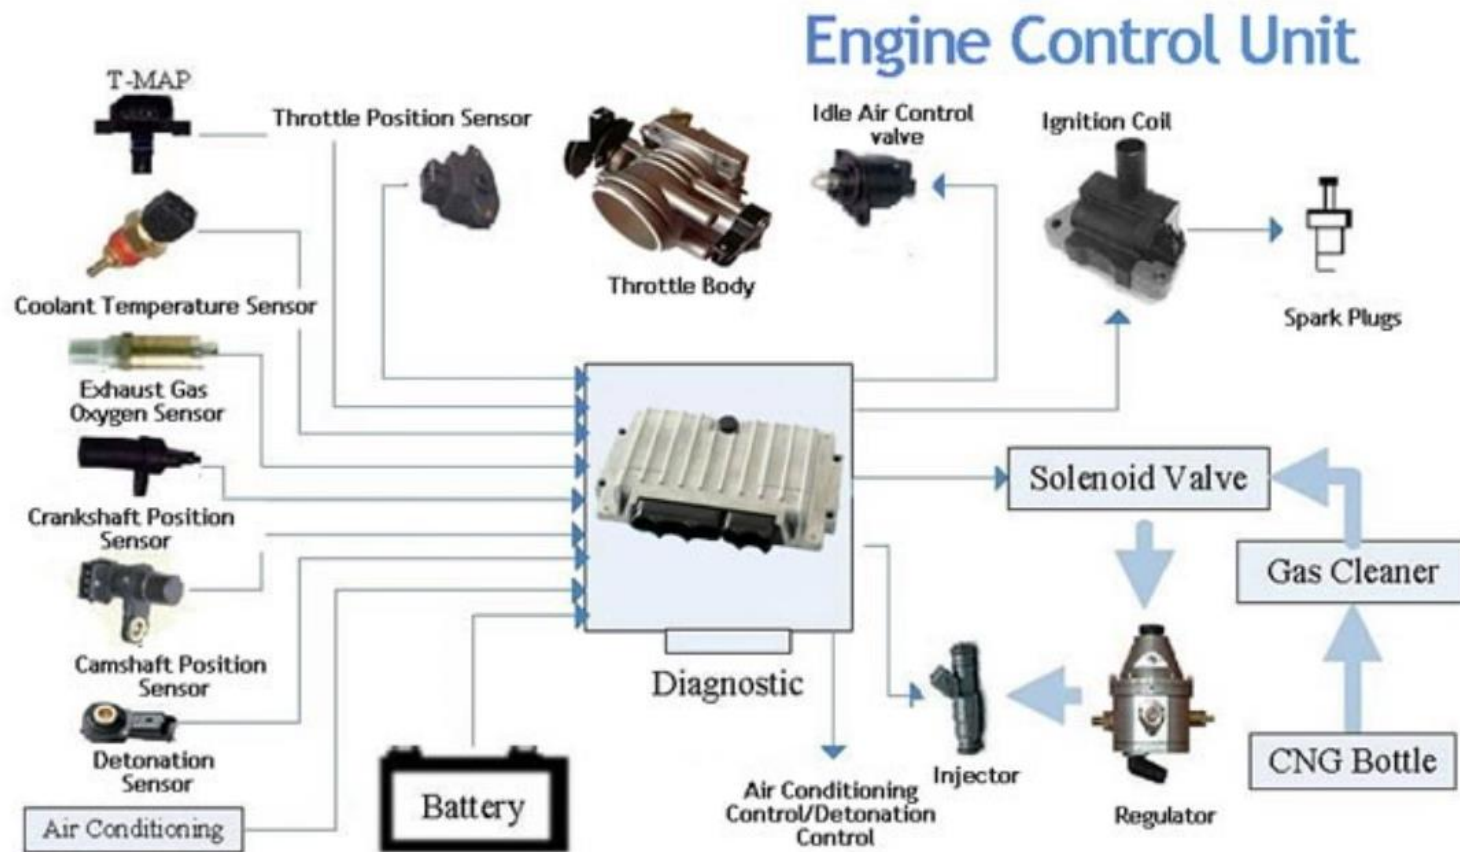 Engine Control Unit
T-MAP
Throttle Position Sensor
Idle Air Control
valve
Ignition Coil
Throttle Body
Coolant Temperature Sensor
Spark Plugs
Exhaust Gas
Oxygen Sensor
Solenoid Valve
Crankshaft Position
Sensor
Gas Cleaner
Camshaft Position
Sensor
Diagnostic
Detonation
Sensor
Battery
Air Conditioning
Control/Detonation
Control
Injector
Regulator
CNG Bottle
Air Conditioning